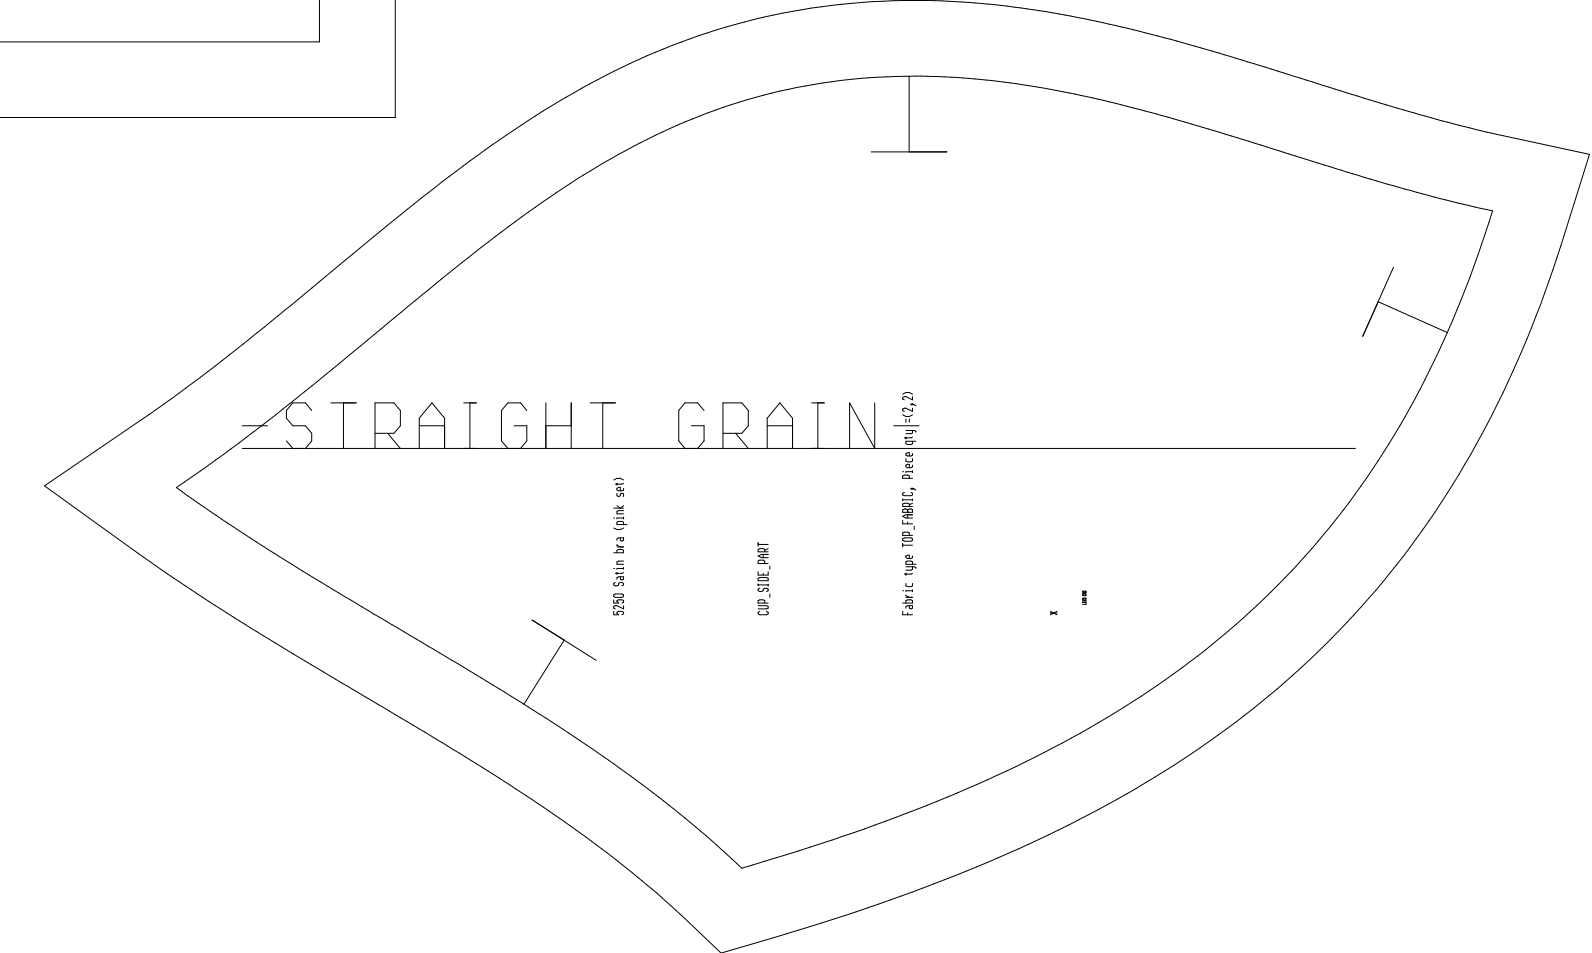 -STRAIGHT GRAIN-
5250 Satin bra (pink set)
CUP_SIDE_PART
Fabric type TOP_FABRIC, Piece qty=(2,2)
X